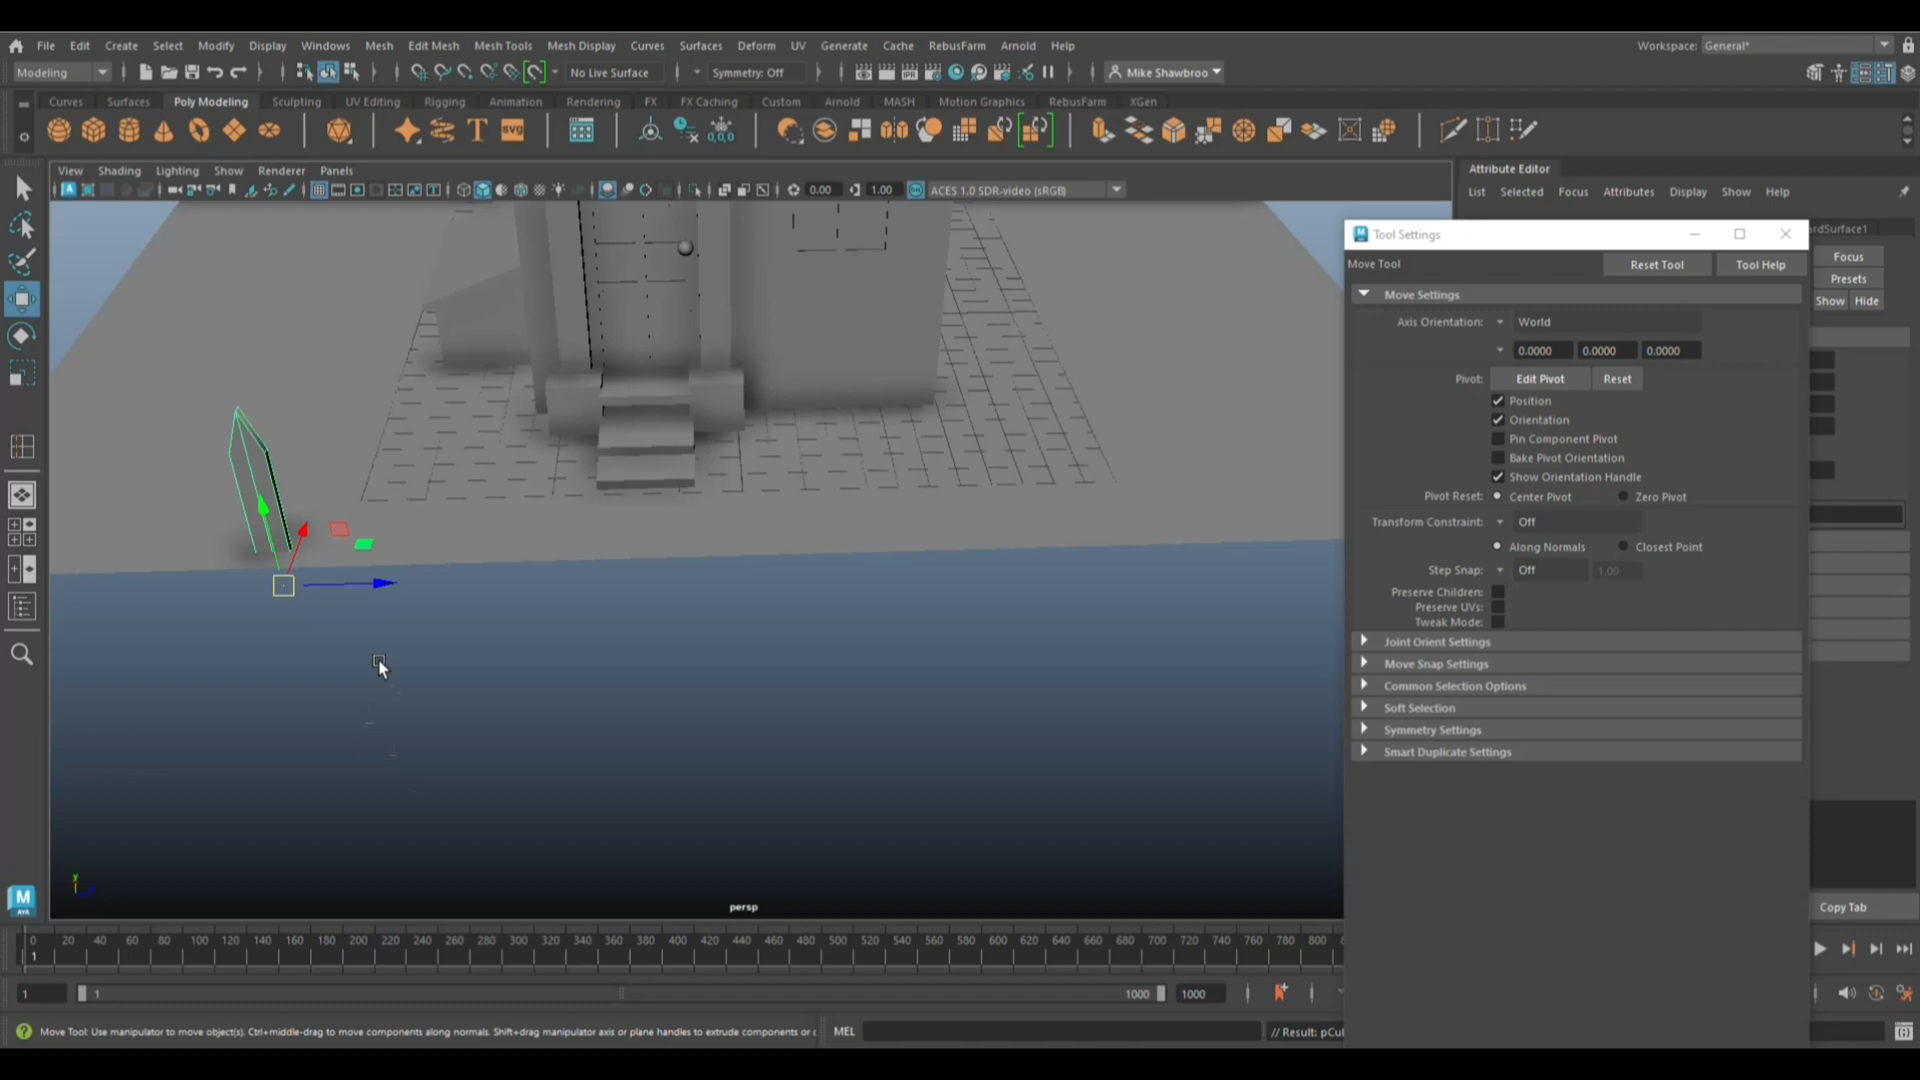 File Edit Create Select Modify Display Windows Mesh Edit Mesh Mesh Tools Mesh Display Curves Surfaces Deform UV Generate Cache RebusFarm Arnold Help Workspace: General*
Modeling No Live Surface Symmetry: Off Mike Shawbroo
Curves Surfaces Poly Modeling Sculpting UV Editing Rigging Animation Rendering FX FX Caching Custom Arnold MASH Motion Graphics RebusFarm XGen
T svg 0,0,0
View Shading Lighting Show Renderer Panels
0.00 1.00 ACES 1.0 SDR-video (sRGB)
Attribute Editor
List Selected Focus Attributes Display Show Help
ardSurface1
Focus
Presets
Show Hide
Tool Settings
Move Tool Reset Tool Tool Help
Move Settings
Axis Orientation: World
0.0000 0.0000 0.0000
Pivot: Edit Pivot Reset
Position
Orientation
Pin Component Pivot
Bake Pivot Orientation
Show Orientation Handle
Pivot Reset: Center Pivot Zero Pivot
Transform Constraint: Off
Along Normals Closest Point
Step Snap: Off 1.00
Preserve Children:
Preserve UVs:
Tweak Mode:
Joint Orient Settings
Move Snap Settings
Common Selection Options
Soft Selection
Symmetry Settings
Smart Duplicate Settings
y
persp
M
Copy Tab
0 20 40 60 80 100 120 140 160 180 200 220 240 260 280 300 320 340 360 380 400 420 440 460 480 500 520 540 560 580 600 620 640 660 680 700 720 740 760 780 800
1
1 1 1000 1000
Move Tool: Use manipulator to move object(s). Ctrl+middle-drag to move components along normals. Shift+drag manipulator axis or plane handles to extrude components or c MEL // Result: pCul